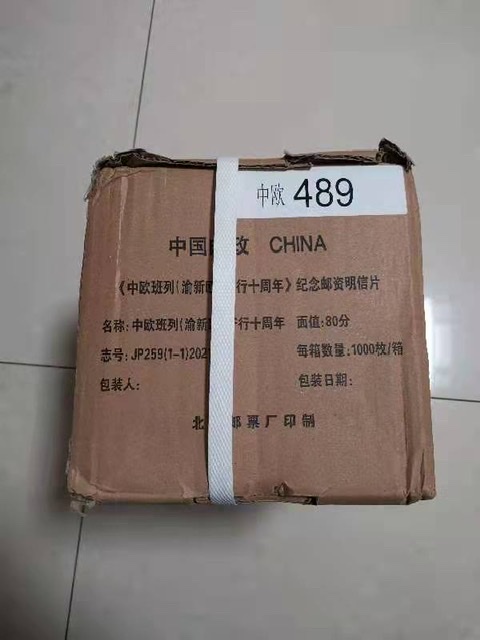 中欧 489
中国 政 CHINA
《中欧班列(渝新 行十周年》纪念邮资明信片
名称: 中欧班列(渝新 行十周年 面值: 80分
志号: JP259(1-1)202 每箱数量: 1000枚/箱
包装人: 包装日期:
北 邮票厂印制